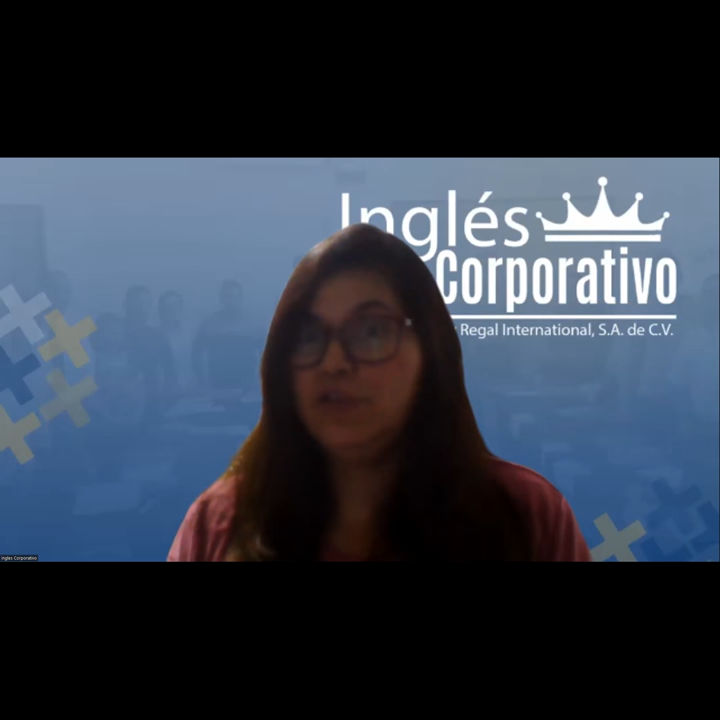 Inglés
Corporativo
Regal International, S.A. de C.V.
Inglés Corporativo